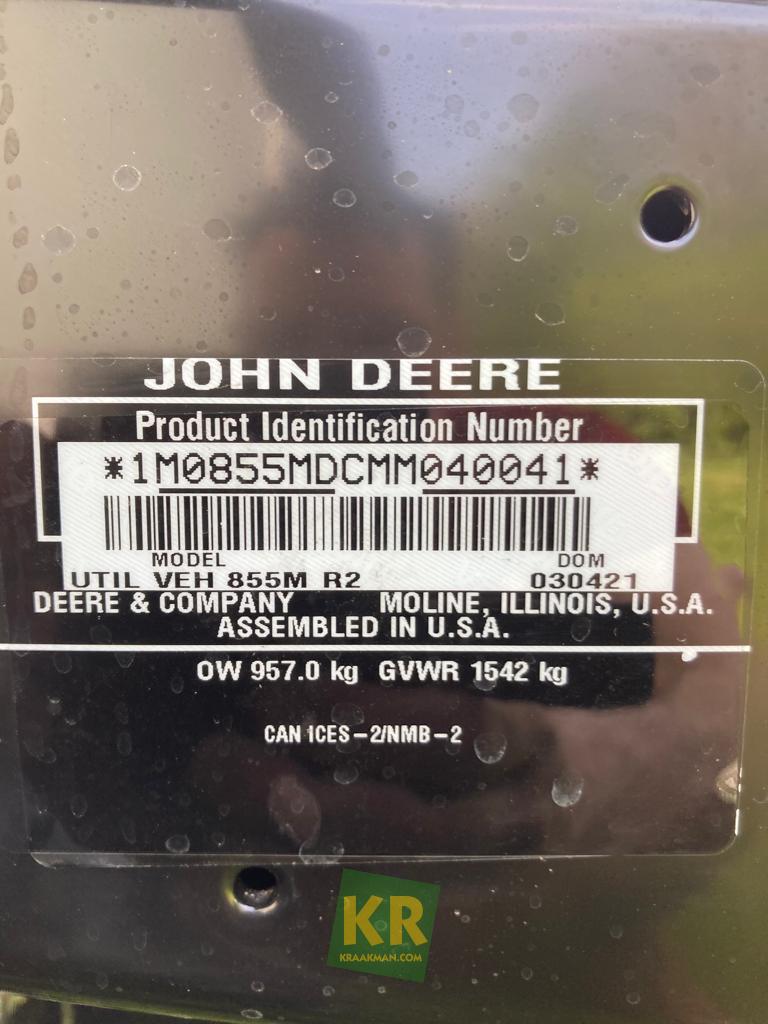 JOHN DEERE
Product Identification Number
*1M0855MDCMM040041*
MODEL DOM
UTIL VEH 855M R2 030421
DEERE & COMPANY MOLINE, ILLINOIS, U.S.A.
ASSEMBLED IN U.S.A.
OW 957.0 kg GVWR 1542 kg
CAN ICES-2/NMB-2
KR
KRAAKMAN.COM